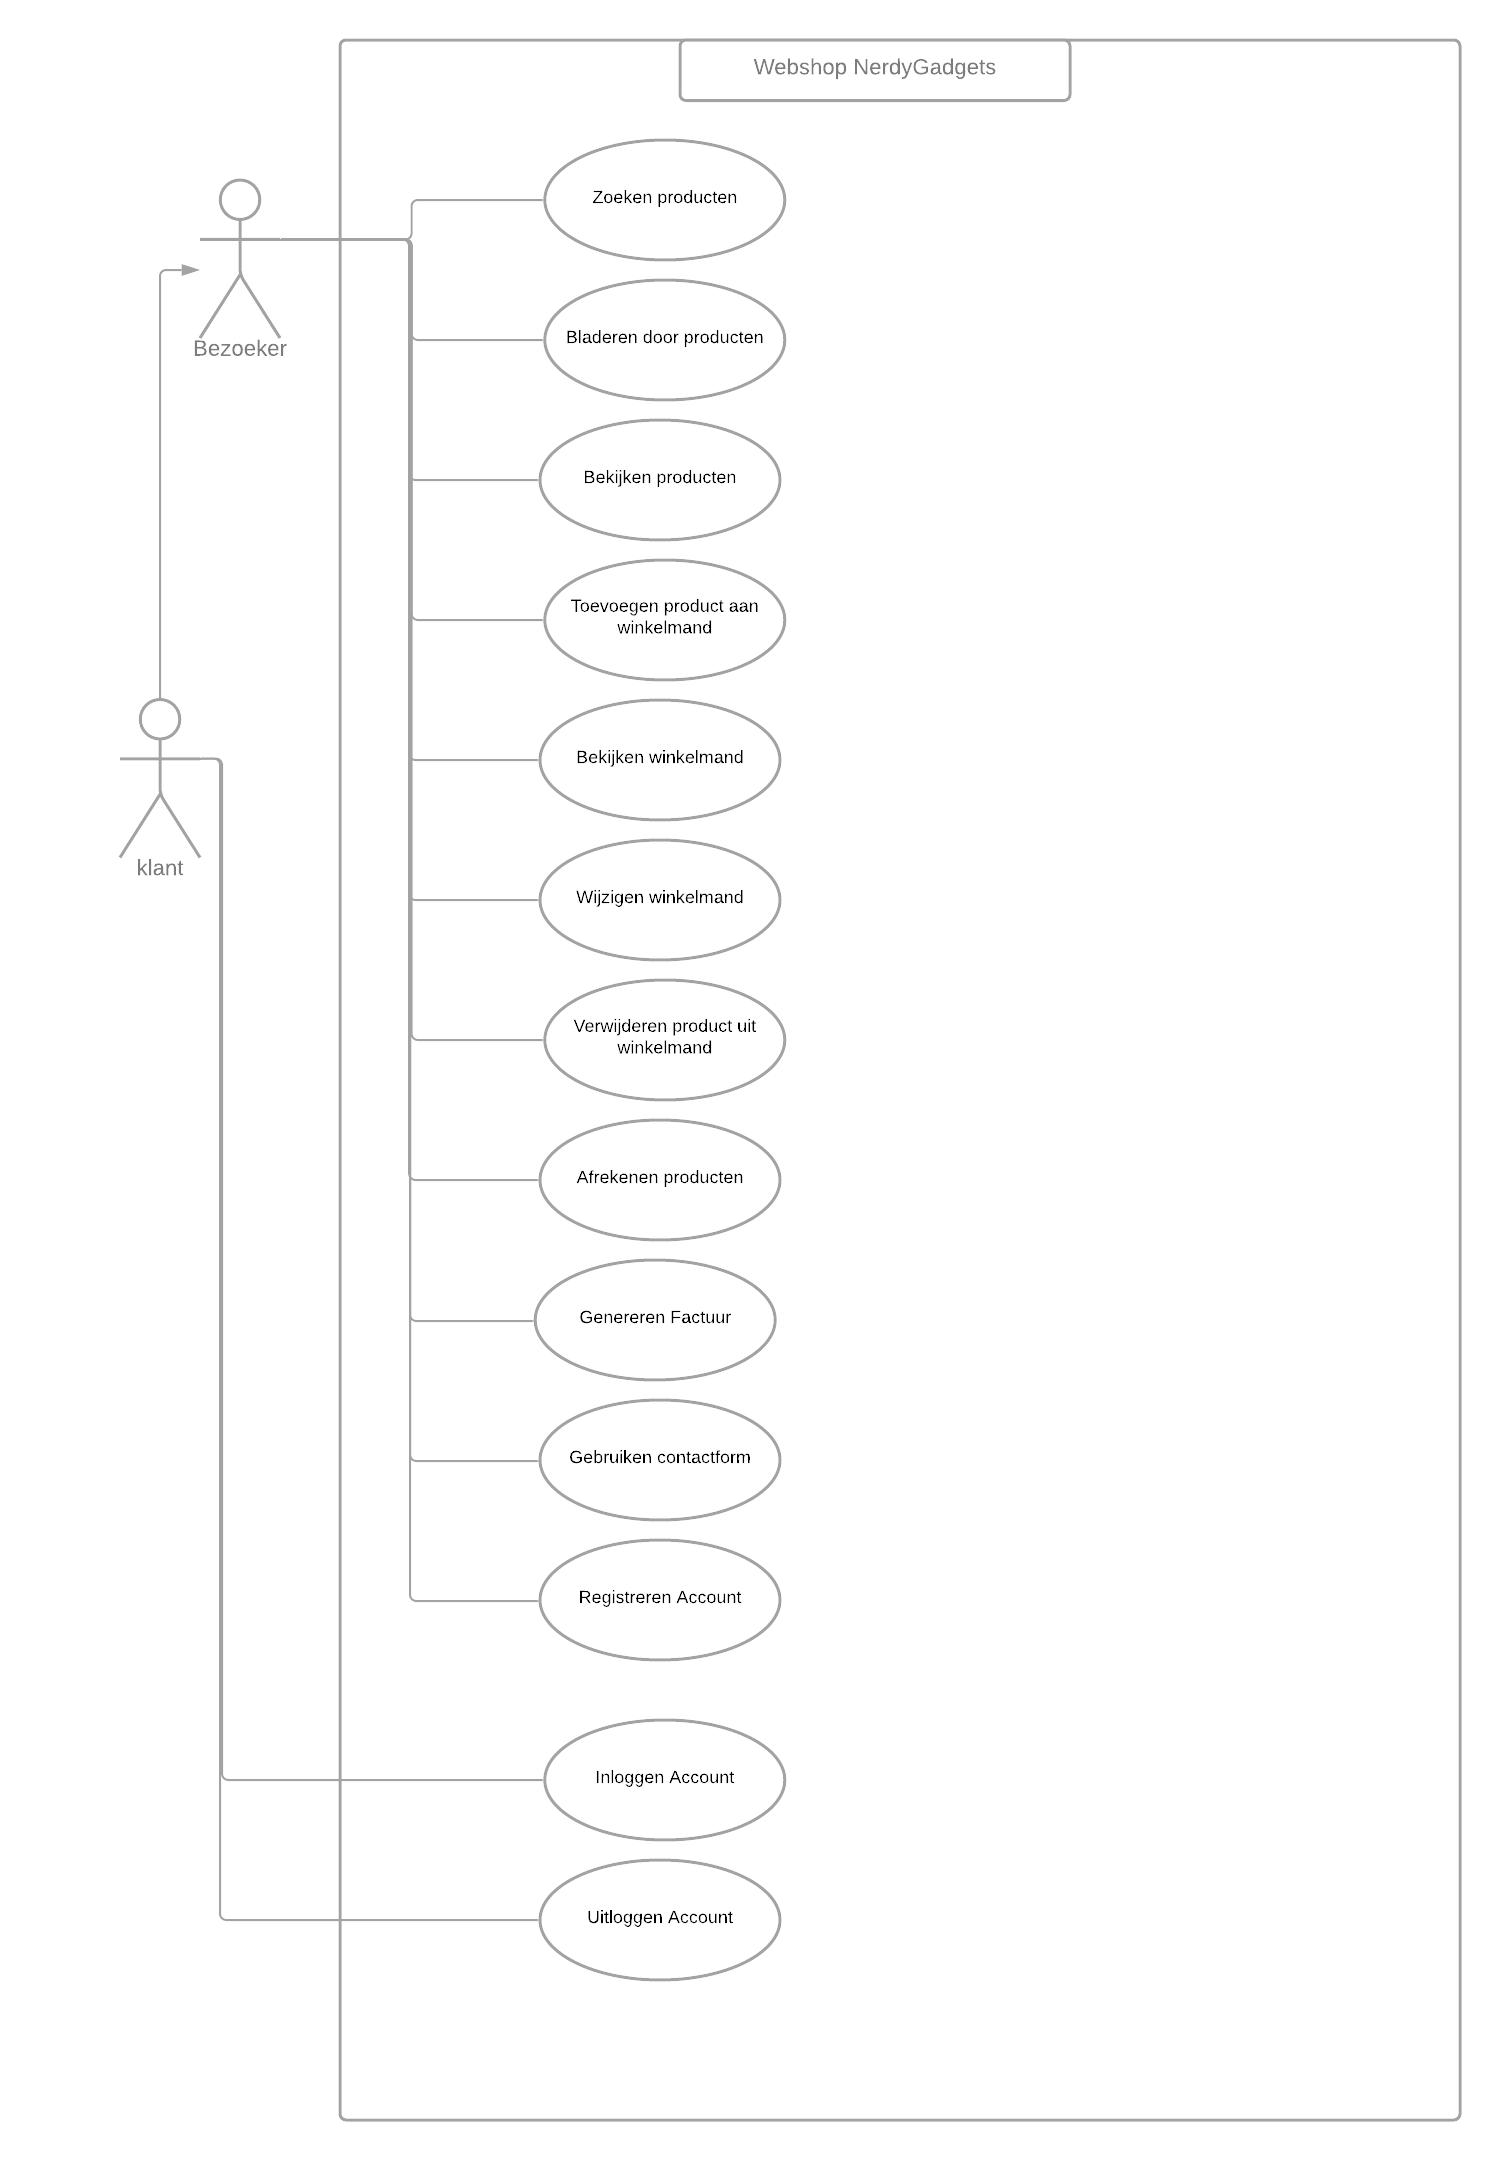 Webshop NerdyGadgets
Zoeken producten
Bezoeker
Bladeren door producten
Bekijken producten
Toevoegen product aan
winkelmand
Bekijken winkelmand
klant
Wijzigen winkelmand
Verwijderen product uit
winkelmand
Afrekenen producten
Genereren Factuur
Gebruiken contactform
Registreren Account
Inloggen Account
Uitloggen Account